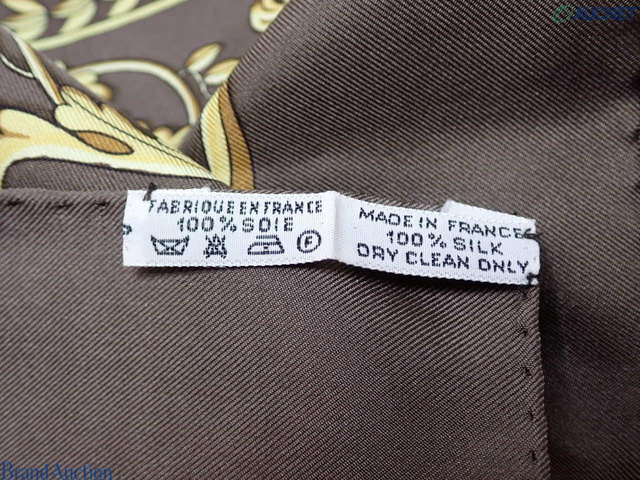 FABRIQUE EN FRANCE
100% SOIE
MADE IN FRANCE
100% SILK
DRY CLEAN ONLY
F
Brand Auction